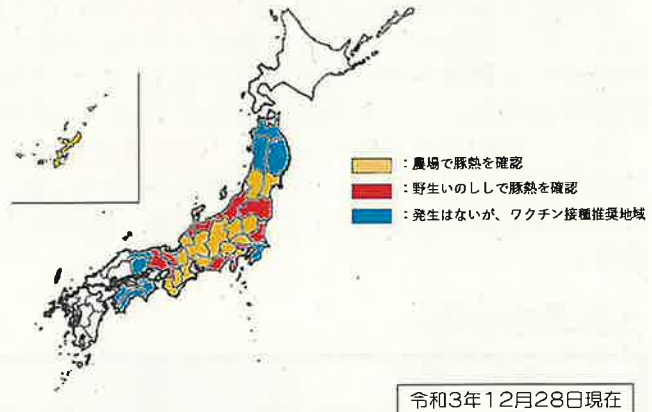 ：農場で豚熱を確認
：野生いのししで豚熱を確認
：発生はないが、ワクチン接種推奨地域
令和3年12月28日現在